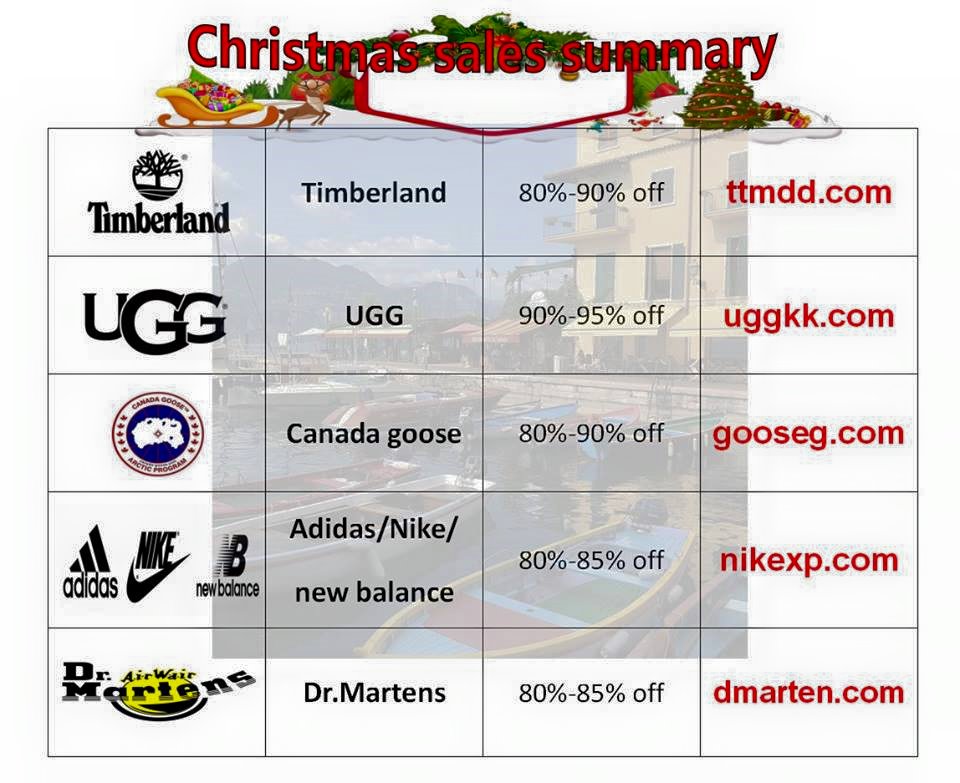 Christmas sales summary
Timberland® Timberland 80%-90% off ttmdd.com
UGG® UGG 90%-95% off uggkk.com
CANADA GOOSE
ARCTIC PROGRAM
Canada goose 80%-90% off gooseg.com
adidas NIKE new balance
Adidas/Nike/
new balance
80%-85% off nikexp.com
Dr. AirWair
Martens
Dr.Martens 80%-85% off dmarten.com